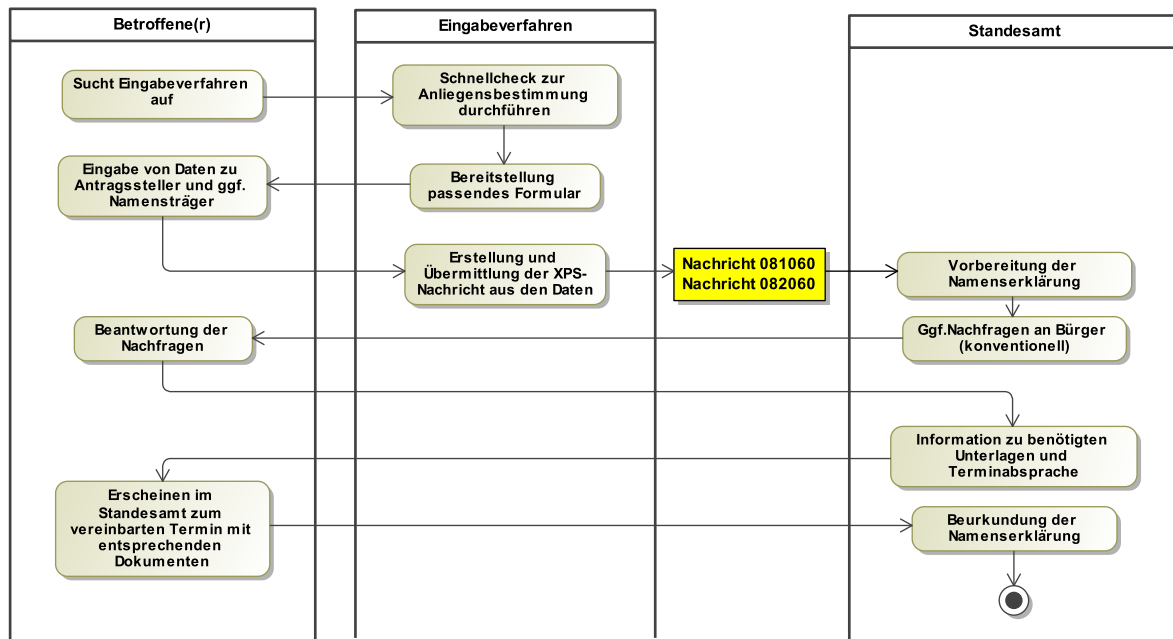 Betroffene(r)
Eingabeverfahren
Standesamt
Sucht Eingabeverfahren
auf
Schnellcheck zur
Anliegensbestimmung
durchführen
Eingabe von Daten zu
Antragssteller und ggf.
Namensträger
Bereitstellung
passendes Formular
Erstellung und
Übermittlung der XPS-
Nachricht aus den Daten
Nachricht 081060
Nachricht 082060
Vorbereitung der
Namenserklärung
Beantwortung der
Nachfragen
Ggf.Nachfragen an Bürger
(konventionell)
Information zu benötigten
Unterlagen und
Terminabsprache
Erscheinen im
Standesamt zum
vereinbarten Termin mit
entsprechenden
Dokumenten
Beurkundung der
Namenserklärung